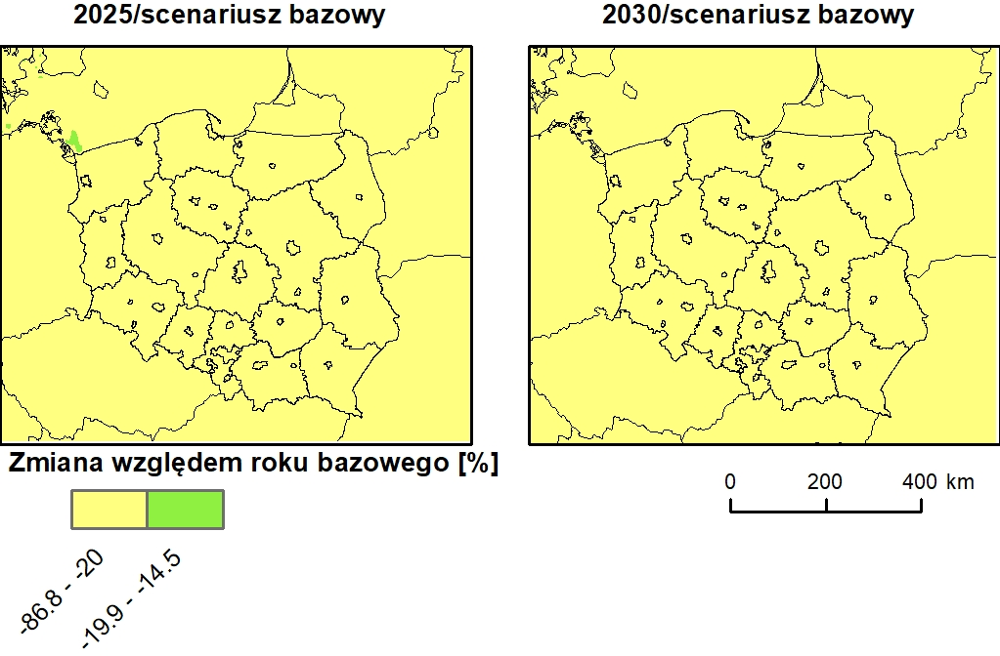 2025/scenariusz bazowy
2030/scenariusz bazowy
Zmiana względem roku bazowego [%]
-86.8 - -20
-19.9 - -14.5
0 200 400 km